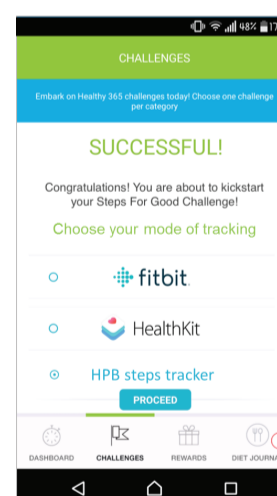 48% 17
CHALLENGES
Embark on Healthy 365 challenges today! Choose one challenge
per category
SUCCESSFUL!
Congratulations! You are about to kickstart
your Steps For Good Challenge!
Choose your mode of tracking
fitbit
HealthKit
HPB steps tracker
PROCEED
DASHBOARD CHALLENGES REWARDS DIET JOURNA